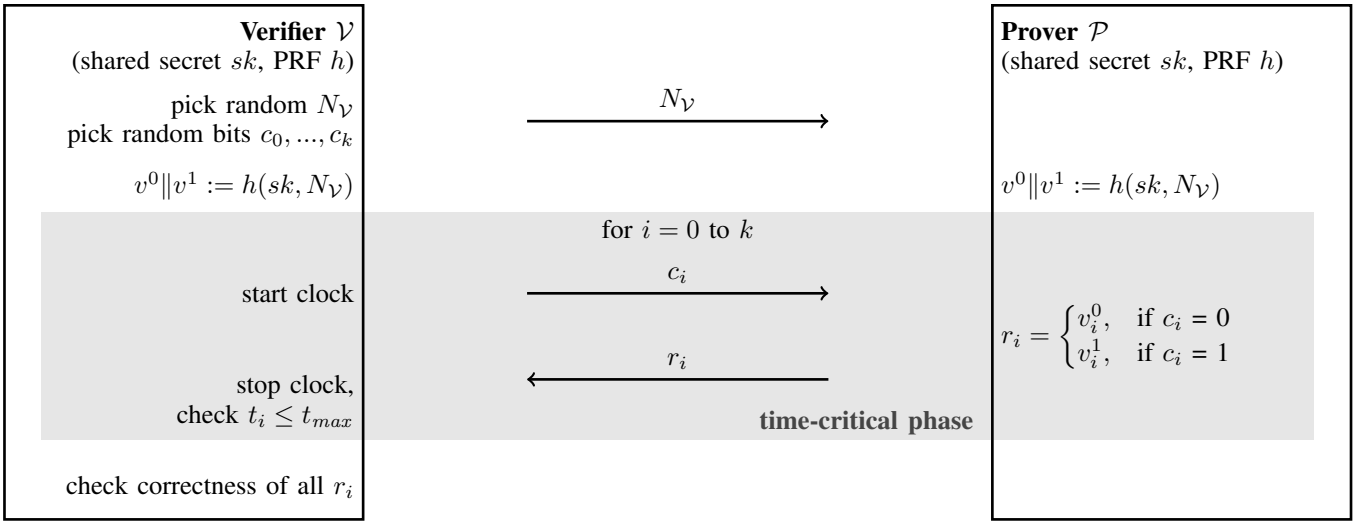 Verifier 𝒱
(shared secret sk, PRF h)
pick random N_𝒱
pick random bits c_0, ..., c_k
v^0‖v^1 := h(sk, N_𝒱)
start clock
stop clock,
check t_i ≤ t_{max}
check correctness of all r_i
N_𝒱
for i = 0 to k
c_i
r_i
time-critical phase
Prover 𝒫
(shared secret sk, PRF h)
v^0‖v^1 := h(sk, N_𝒱)
r_i = { v_i^0, if c_i = 0
v_i^1, if c_i = 1